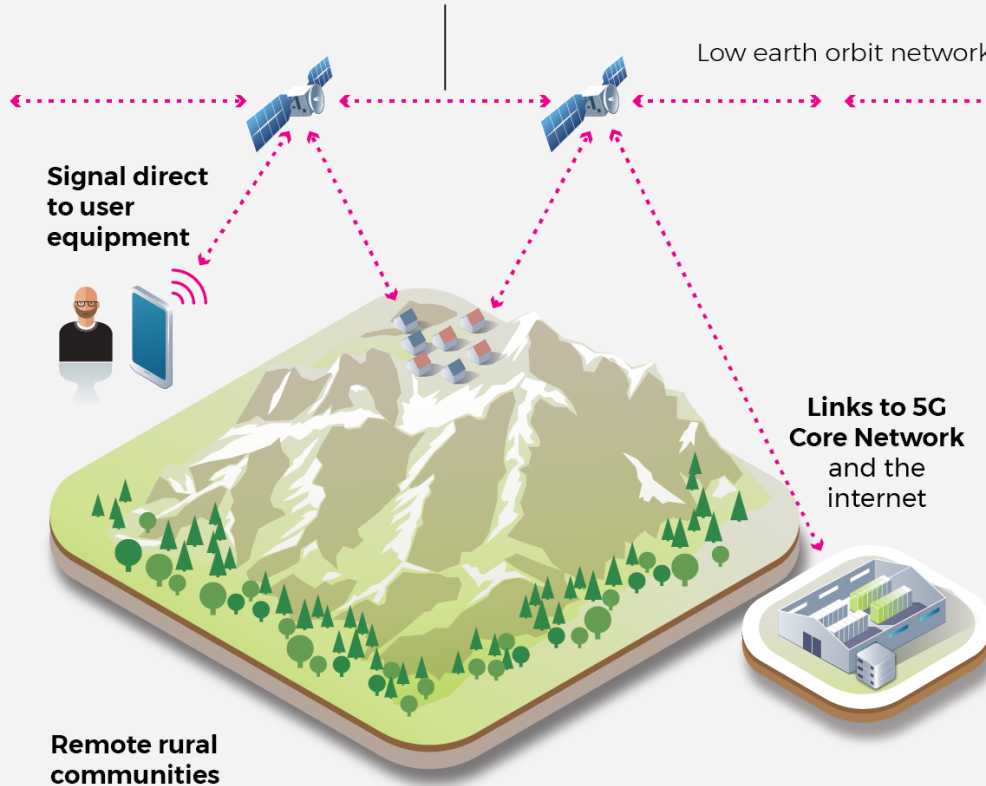 Low earth orbit network
Signal direct
to user
equipment
Links to 5G
Core Network
and the
internet
Remote rural
communities